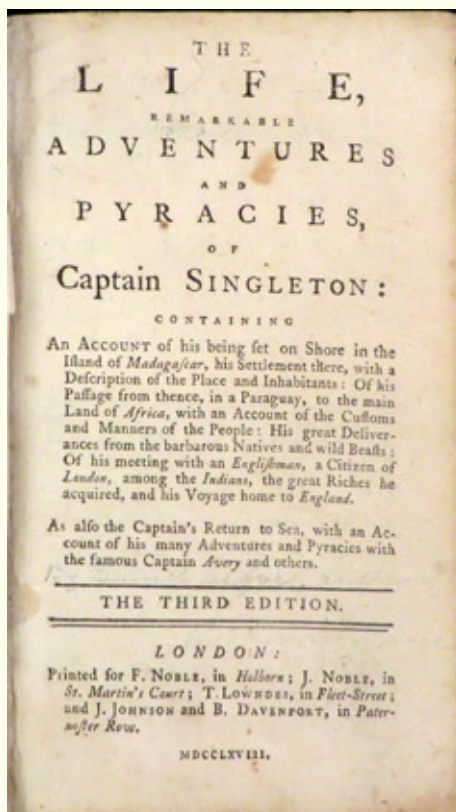 THE
LIFE,
REMARKABLE
ADVENTURES
AND
PYRACIES,
OF
Captain SINGLETON:
CONTAINING
An ACCOUNT of his being ſet on Shore in the
Iſland of Madagaſcar, his Settlement there, with a
Deſcription of the Place and Inhabitants: Of his
Paſſage from thence, in a Paraguay, to the main
Land of Africa, with an Account of the Cuſtoms
and Manners of the People: His great Deliver-
ances from the barbarous Natives and wild Beaſts:
Of his meeting with an Engliſhman, a Citizen of
London, among the Indians, the great Riches he
acquired, and his Voyage home to England.
As alſo the Captain's Return to Sea, with an Ac-
count of his many Adventures and Pyracies with
the famous Captain Avery and others.
THE THIRD EDITION.
LONDON:
Printed for F. NOBLE, in Holborn; J. NOBLE, in
St. Martin's Court; T. LOWNDES, in Fleet-Street;
and J. JOHNSON and B. DAVENPORT, in Pater-
noſter Row.
MDCCLXVIII.